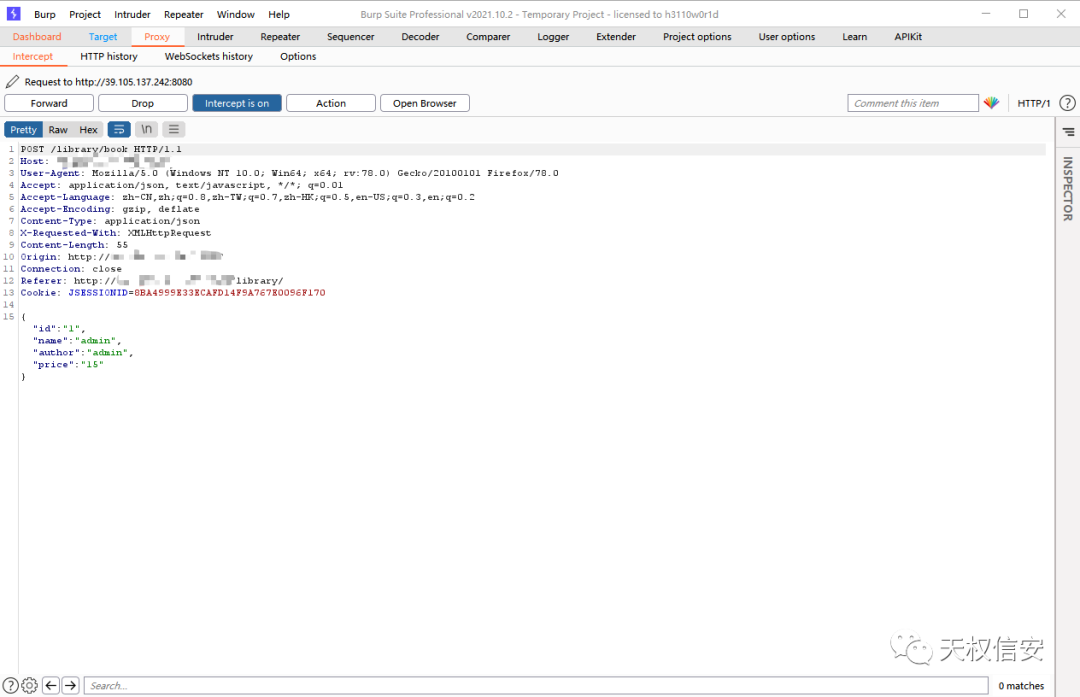 Burp Project Intruder Repeater Window Help
Burp Suite Professional v2021.10.2 - Temporary Project - licensed to h3110w0r1d
Dashboard Target Proxy Intruder Repeater Sequencer Decoder Comparer Logger Extender Project options User options Learn APIKit
Intercept HTTP history WebSockets history Options
Request to http://39.105.137.242:8080
Forward Drop Intercept is on Action Open Browser Comment this item HTTP/1 ?
Pretty Raw Hex \n
INSPECTOR
1 POST /library/book HTTP/1.1
2 Host:
3 User-Agent: Mozilla/5.0 (Windows NT 10.0; Win64; x64; rv:78.0) Gecko/20100101 Firefox/78.0
4 Accept: application/json, text/javascript, */*; q=0.01
5 Accept-Language: zh-CN,zh;q=0.8,zh-TW;q=0.7,zh-HK;q=0.5,en-US;q=0.3,en;q=0.2
6 Accept-Encoding: gzip, deflate
7 Content-Type: application/json
8 X-Requested-With: XMLHttpRequest
9 Content-Length: 55
10 Origin: http://
11 Connection: close
12 Referer: http:// library/
13 Cookie: JSESSIONID=8BA4999E33ECAFD14F9A767E0096F170
14
15 {
"id":"1",
"name":"admin",
"author":"admin",
"price":"15"
}
天权信安
? Search... 0 matches